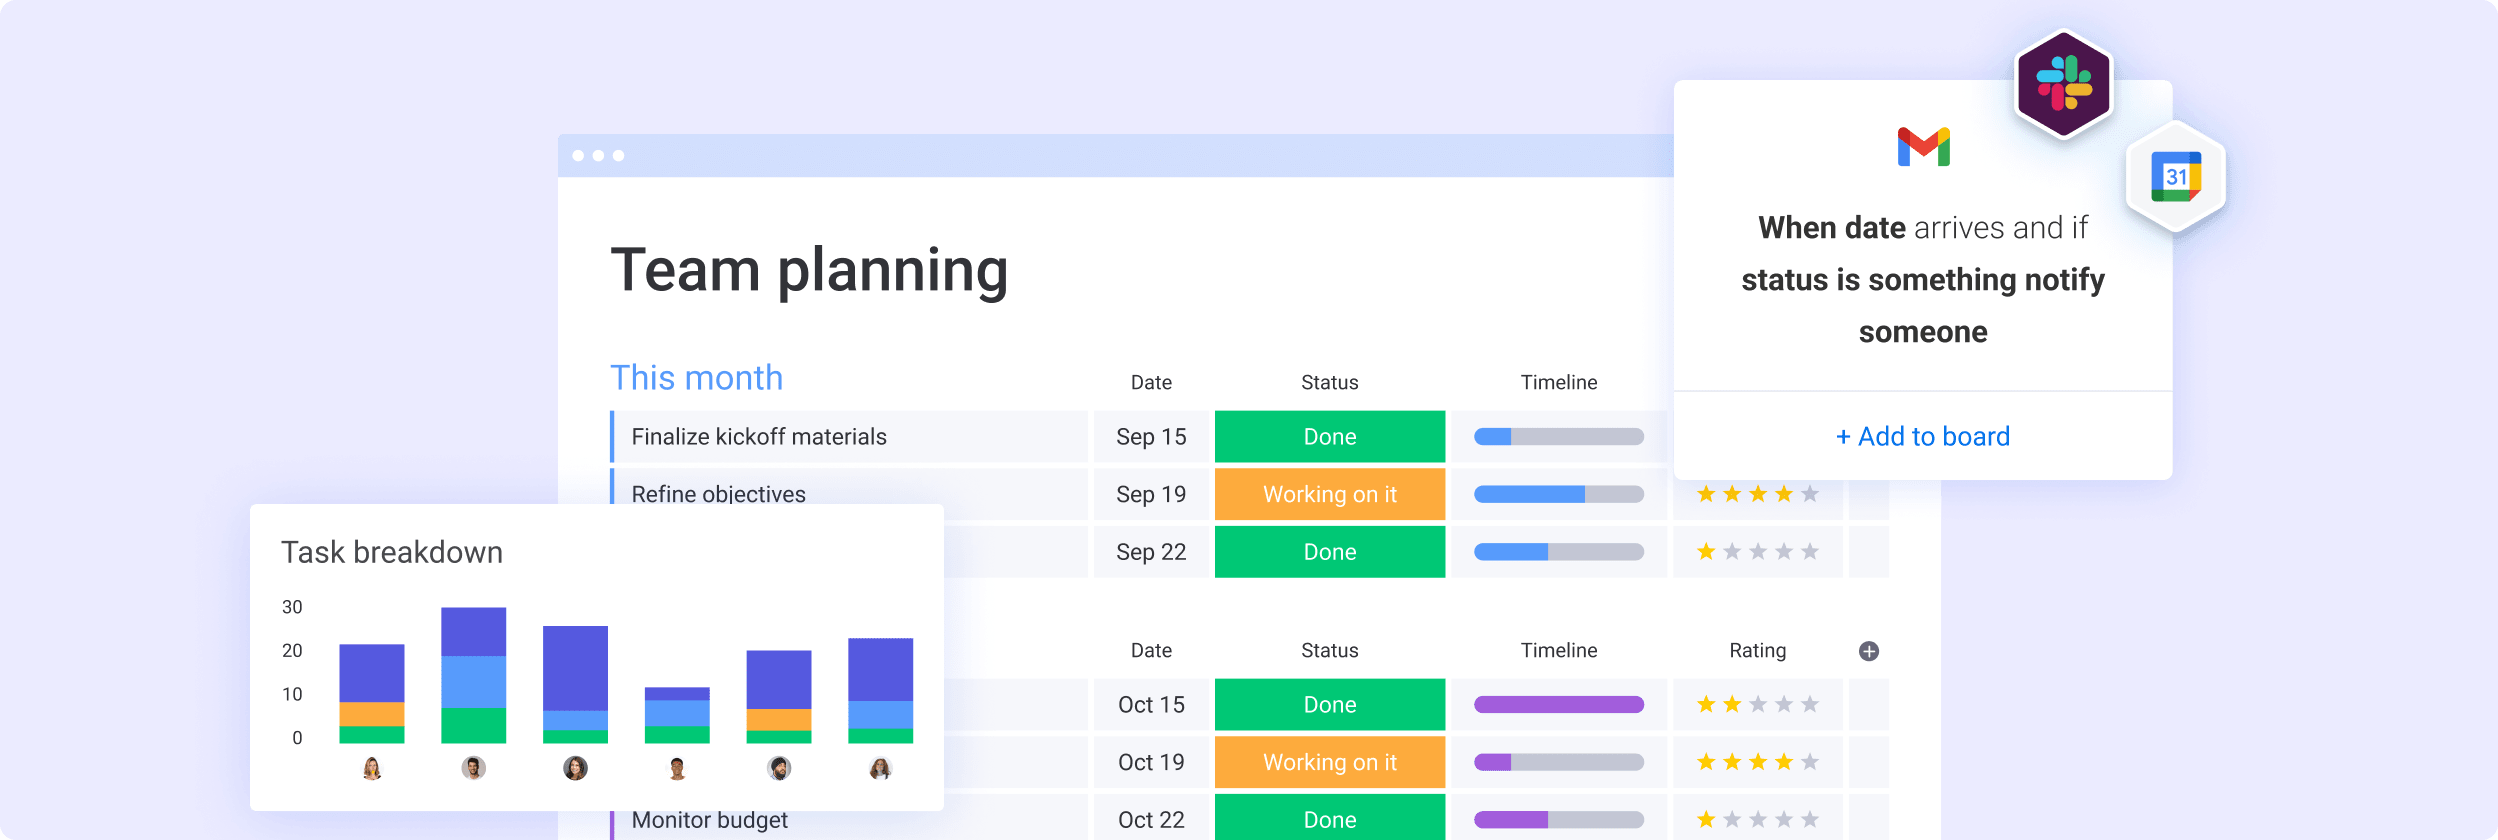 31
When date arrives and if
status is something notify
someone
+ Add to board
Team planning
This month Date Status Timeline
Finalize kickoff materials Sep 15 Done
Refine objectives Sep 19 Working on it
Sep 22 Done
Date Status Timeline Rating
Oct 15 Done
Oct 19 Working on it
Monitor budget Oct 22 Done
Task breakdown
30
20
10
0